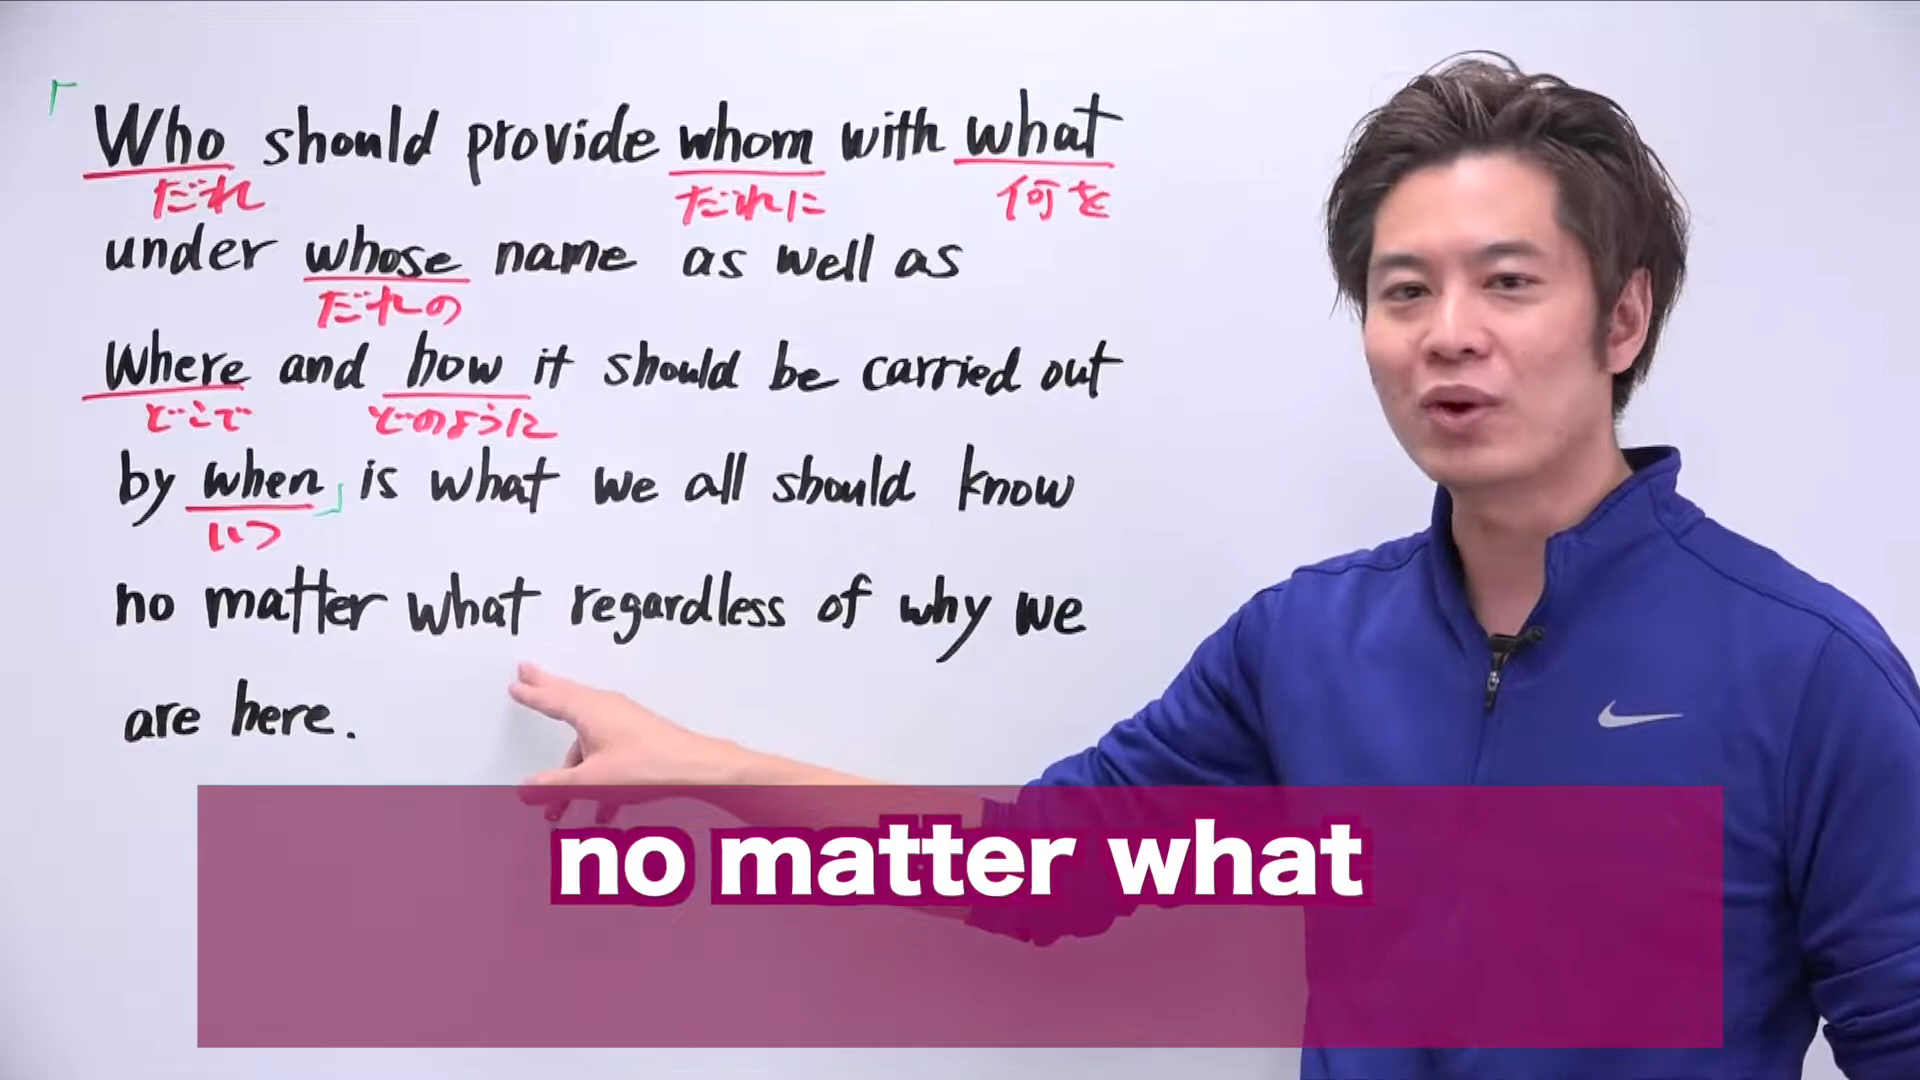 「Who should provide whom with what
だれ だれに 何を
under whose name as well as
だれの
where and how it should be carried out
どこで どのように
by when」 is what we all should know
いつ
no matter what regardless of why we
are here.
no matter what